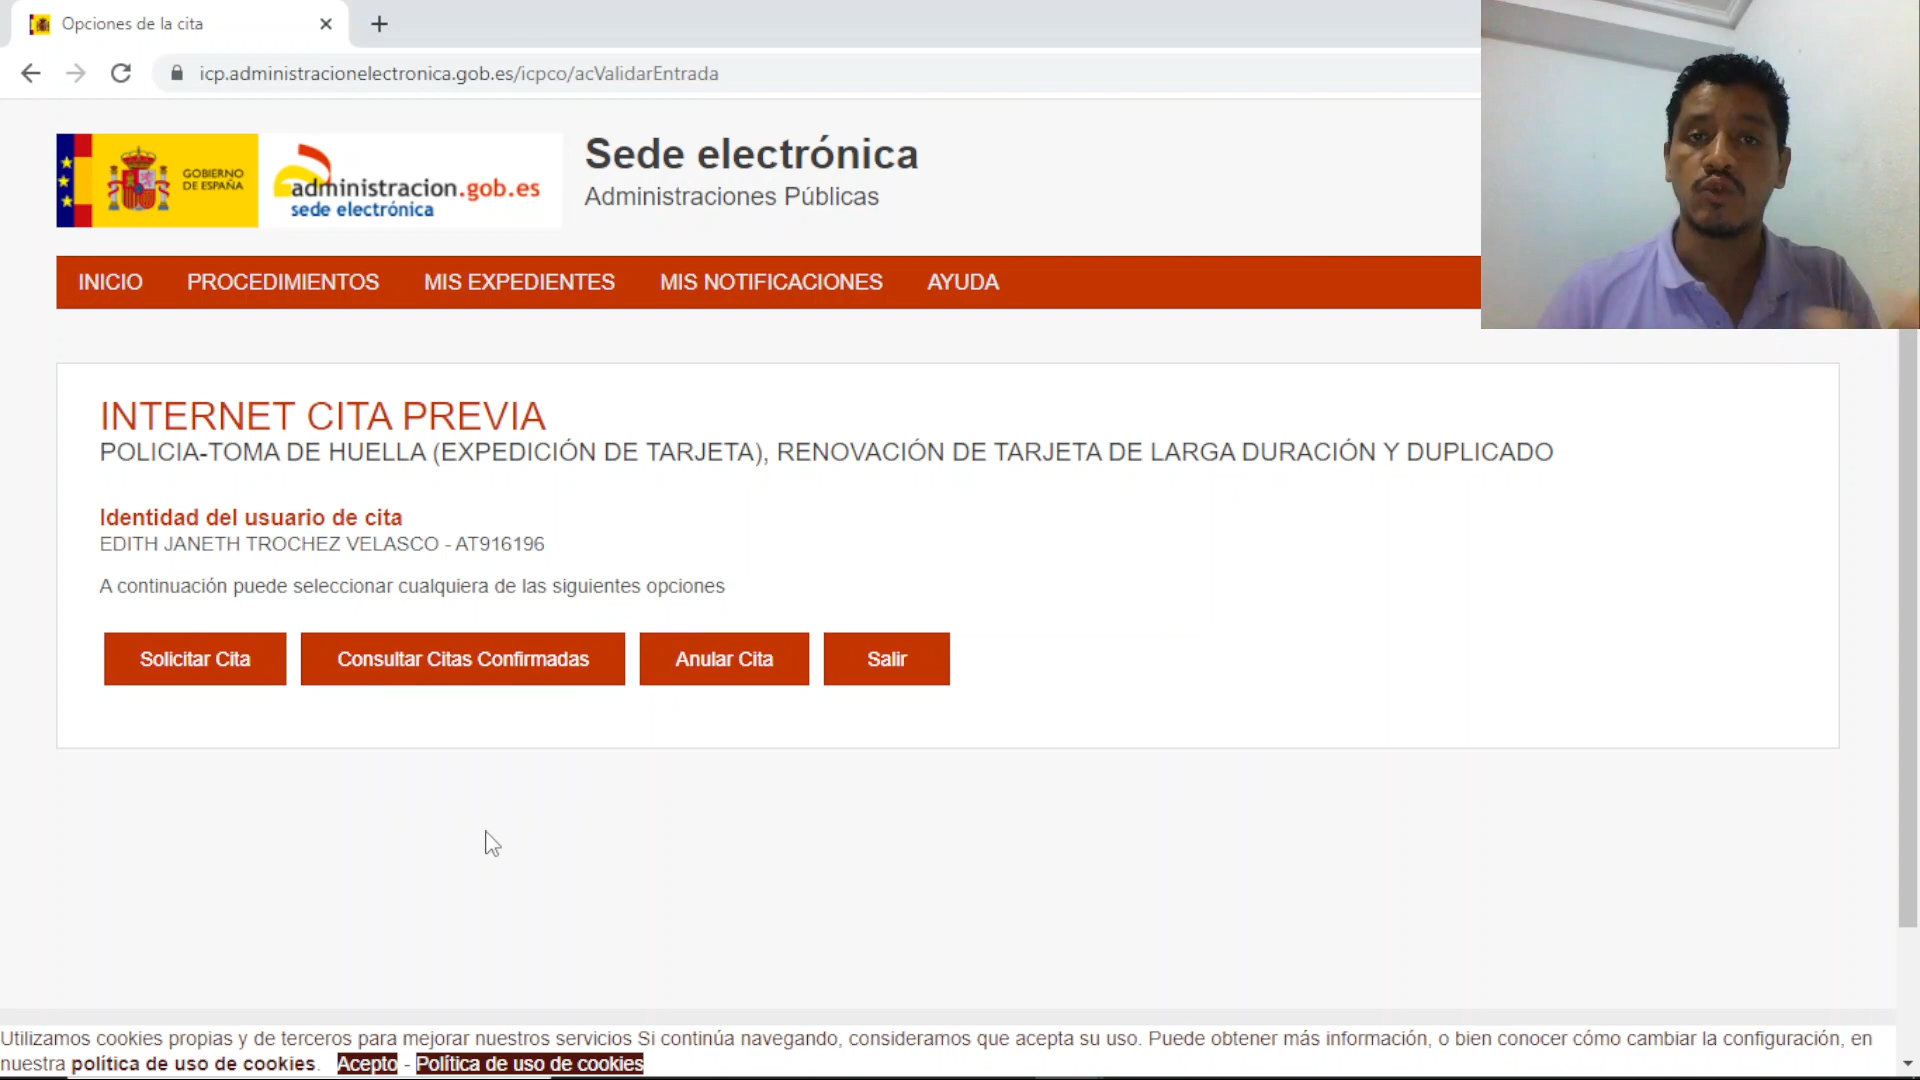 Opciones de la cita
icp.administracionelectronica.gob.es/icpco/acValidarEntrada
GOBIERNO
DE ESPAÑA
administracion.gob.es
sede electrónica
Sede electrónica
Administraciones Públicas
INICIO PROCEDIMIENTOS MIS EXPEDIENTES MIS NOTIFICACIONES AYUDA
INTERNET CITA PREVIA
POLICIA-TOMA DE HUELLA (EXPEDICIÓN DE TARJETA), RENOVACIÓN DE TARJETA DE LARGA DURACIÓN Y DUPLICADO
Identidad del usuario de cita
EDITH JANETH TROCHEZ VELASCO - AT916196
A continuación puede seleccionar cualquiera de las siguientes opciones
Solicitar Cita Consultar Citas Confirmadas Anular Cita Salir
Utilizamos cookies propias y de terceros para mejorar nuestros servicios Si continúa navegando, consideramos que acepta su uso. Puede obtener más información, o bien conocer cómo cambiar la configuración, en
nuestra política de uso de cookies. Acepto - Política de uso de cookies